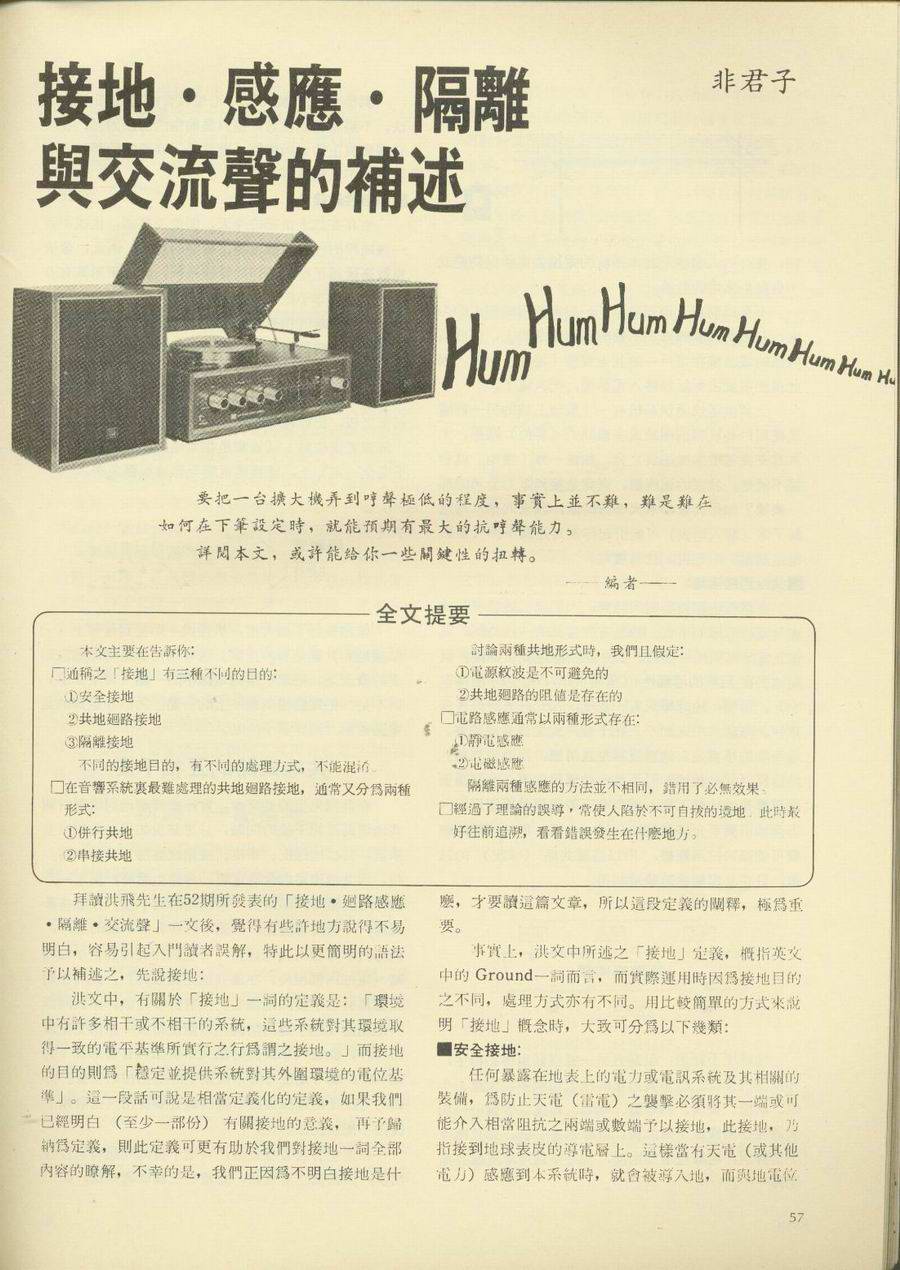 接地・感應・隔離
與交流聲的補述
非君子
Hum Hum Hum Hum Hum Hum Hum Hu
要把一台擴大機弄到哼聲極低的程度，事實上並不難，難是難在
如何在下筆設定時，就能預期有最大的抗哼聲能力。
詳閱本文，或許能給你一些關鍵性的扭轉。
——編者——
全文提要
本文主要在告訴你：
□通稱之「接地」有三種不同的目的：
①安全接地
②共地廻路接地
③隔離接地
不同的接地目的，有不同的處理方式，不能混淆。
□在音響系統裏最難處理的共地廻路接地，通常又分爲兩種
形式：
①併行共地
②串接共地
討論兩種共地形式時，我們且假定：
①電源紋波是不可避免的
②共地廻路的阻値是存在的
□電路感應通常以兩種形式存在：
①靜電感應
②電磁感應
隔離兩種感應的方法並不相同，錯用了必無效果。
□經過了理論的誤導，常使人陷於不可自拔的境地。此時最
好往前追溯，看看錯誤發生在什麽地方。
拜讀洪飛先生在52期所發表的「接地・廻路感應
・隔離・交流聲」一文後，覺得有些許地方說得不易
明白，容易引起入門讀者誤解，特此以更簡明的語法
予以補述之，先說接地：
洪文中，有關於「接地」一詞的定義是：「環境
中有許多相干或不相干的系統，這些系統對其環境取
得一致的電平基準所實行之行爲謂之接地。」而接地
的目的則爲「穩定並提供系統對其外圍環境的電位基
準」。這一段話可說是相當定義化的定義，如果我們
已經明白（至少一部份）有關接地的意義，再予歸
納爲定義，則此定義可更有助於我們對接地一詞全部
內容的瞭解，不幸的是，我們正因爲不明白接地是什
麽，才要讀這篇文章，所以這段定義的闡釋，極爲重
要。
事實上，洪文中所述之「接地」定義，概指英文
中的 Ground一詞而言，而實際運用時因爲接地目的
之不同，處理方式亦有不同。用比較簡單的方式來說
明「接地」概念時，大致可分爲以下幾類：
■安全接地：
任何暴露在地表上的電力或電訊系統及其相關的
裝備，爲防止天電（雷電）之襲擊必須將其一端或可
能介入相當阻抗之兩端或數端予以接地，此接地，乃
指接到地球表皮的導電層上。這樣當有天電（或其他
電力）感應到本系統時，就會被導入地，而與地電位
57